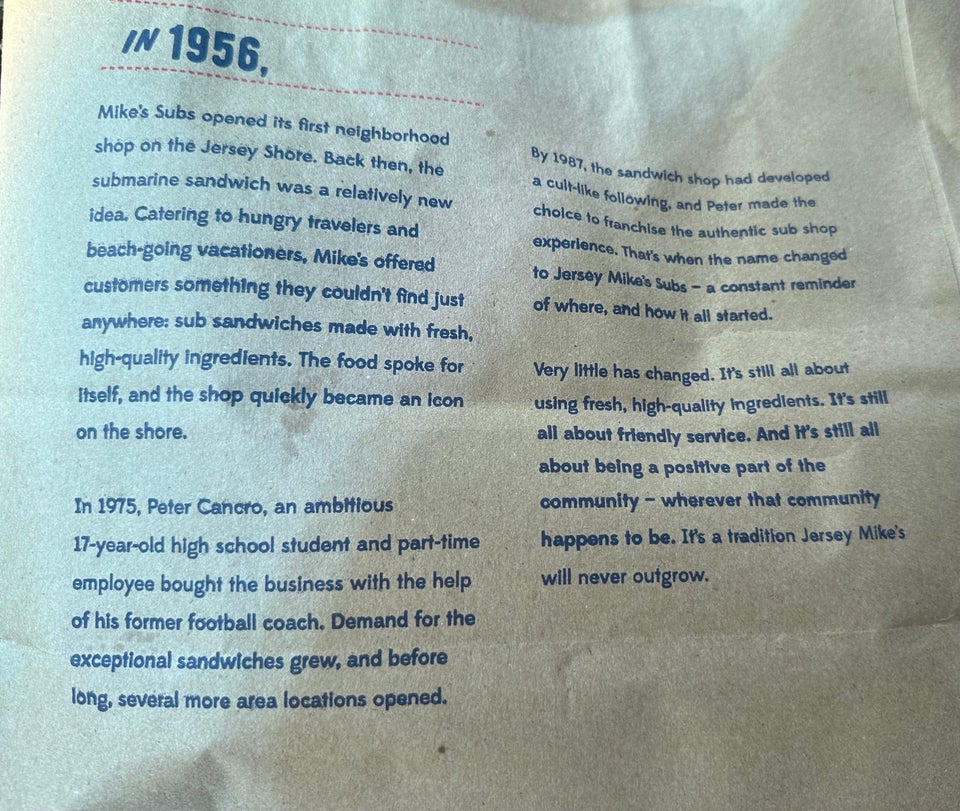 IN 1956,
Mike's Subs opened its first neighborhood
shop on the Jersey Shore. Back then, the
submarine sandwich was a relatively new
idea. Catering to hungry travelers and
beach-going vacationers, Mike's offered
customers something they couldn't find just
anywhere: sub sandwiches made with fresh,
high-quality ingredients. The food spoke for
itself, and the shop quickly became an icon
on the shore.
In 1975, Peter Cancro, an ambitious
17-year-old high school student and part-time
employee bought the business with the help
of his former football coach. Demand for the
exceptional sandwiches grew, and before
long, several more area locations opened.
By 1987, the sandwich shop had developed
a cult-like following, and Peter made the
choice to franchise the authentic sub shop
experience. That's when the name changed
to Jersey Mike's Subs – a constant reminder
of where, and how it all started.
Very little has changed. It's still all about
using fresh, high-quality ingredients. It's still
all about friendly service. And it's still all
about being a positive part of the
community – wherever that community
happens to be. It's a tradition Jersey Mike's
will never outgrow.